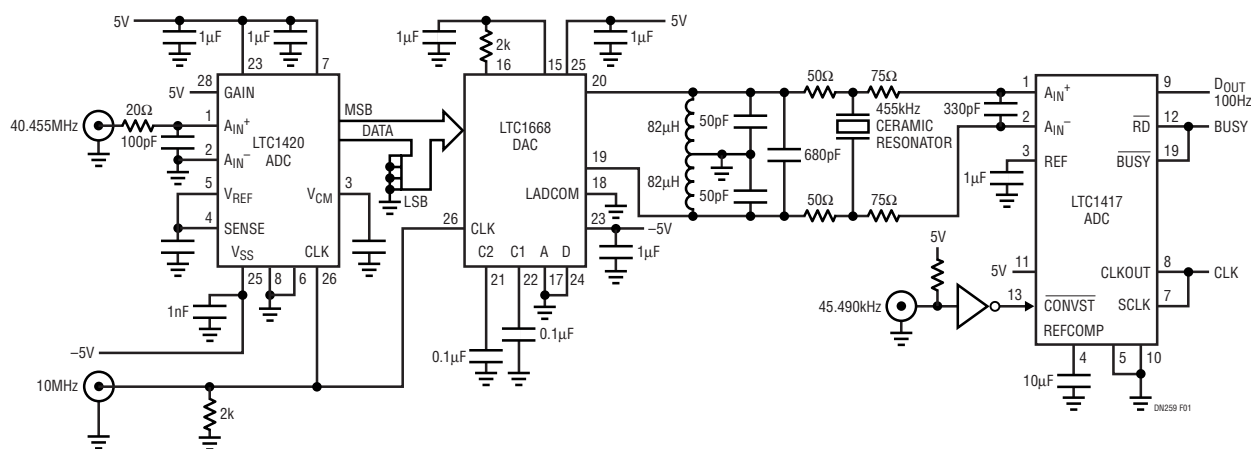 5V
1µF
1µF
23
7
28
5V
GAIN
20Ω
1
40.455MHz
AIN+
100pF
LTC1420
ADC
2
AIN–
5
VREF
VCM
3
4
SENSE
VSS
CLK
25
8
6
26
1nF
–5V
10MHz
2k
MSB
DATA
LSB
1µF
2k
16
15
25
5V
1µF
20
LTC1668
DAC
19
LADCOM
18
26
CLK
23
–5V
C2
C1
A
D
1µF
21
22
17
24
0.1µF
0.1µF
82µH
50pF
82µH
50pF
680pF
50Ω
75Ω
455kHz
CERAMIC
RESONATOR
50Ω
75Ω
330pF
1
AIN+
2
AIN–
3
REF
1µF
LTC1417
ADC
9
DOUT
100Hz
12
RD
BUSY
19
BUSY
5V
5V
11
8
CLKOUT
CLK
45.490kHz
13
CONVST
SCLK
7
REFCOMP
4
5
10
10µF
DN259 F01